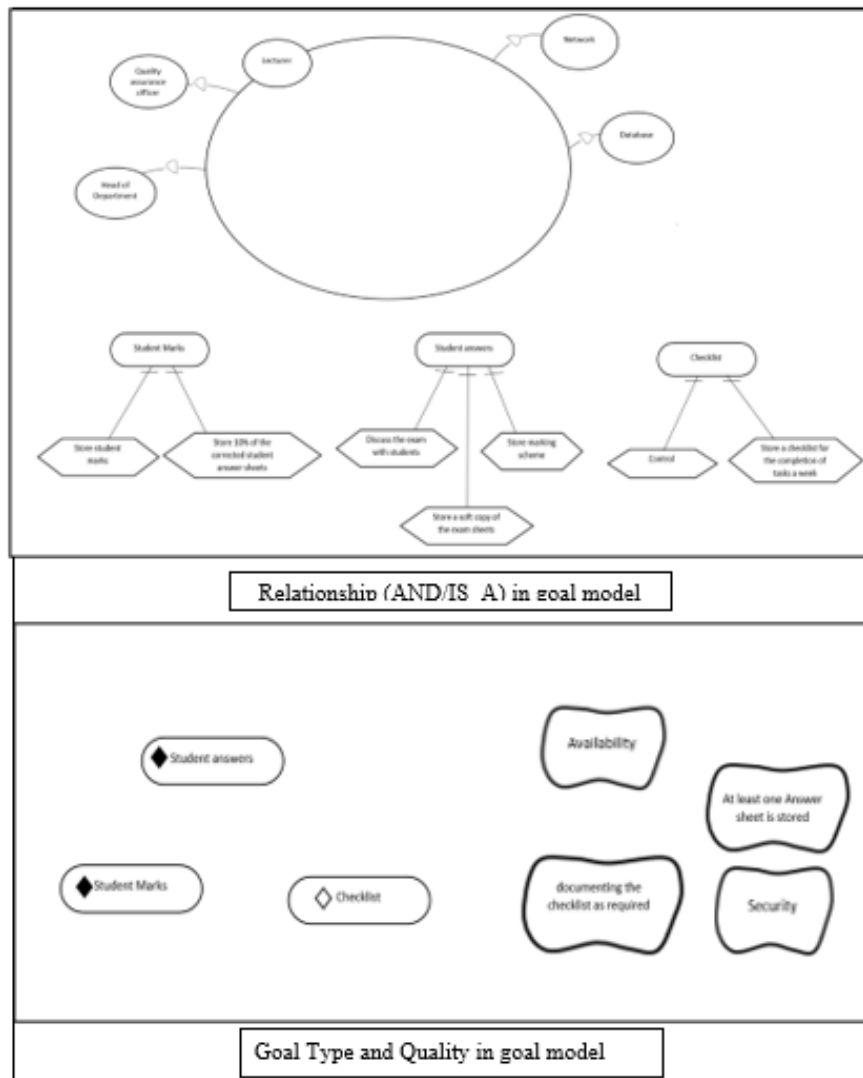 Lecturer
Network
Quality
assurance
officer
Database
Head of
Department
Student Marks
Student answers
Checklist
Store student
marks
Store 10% of the
corrected student
answer sheets
Discuss the exam
with students
Store marking
scheme
Control
Store a checklist for
the completion of
tasks a week
Store a soft copy of
the exam sheets
Relationship (AND/IS_A) in goal model
Student answers
Availability
At least one Answer
sheet is stored
Student Marks
Checklist
documenting the
checklist as required
Security
Goal Type and Quality in goal model